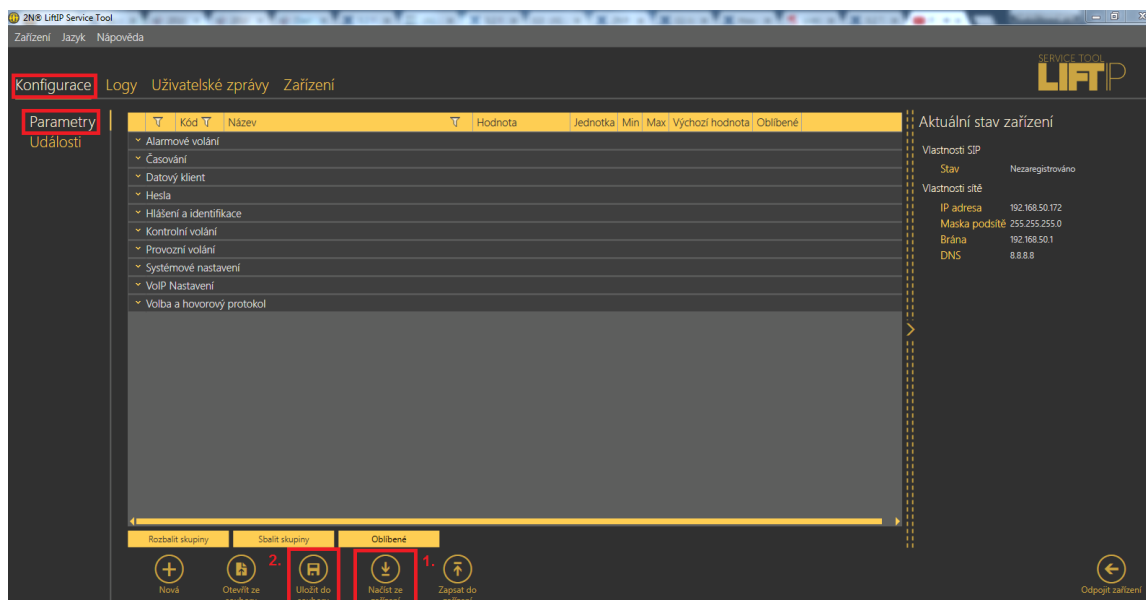 2N® LiftIP Service Tool
Zařízení Jazyk Nápověda
SERVICE TOOL
LIFTIP
Konfigurace Logy Uživatelské zprávy Zařízení
Parametry
Události
Kód Název Hodnota Jednotka Min Max Výchozí hodnota Oblíbené
Alarmové volání
Časování
Datový klient
Hesla
Hlášení a identifikace
Kontrolní volání
Provozní volání
Systémové nastavení
VoIP Nastavení
Volba a hovorový protokol
Aktuální stav zařízení
Vlastnosti SIP
Stav Nezaregistrováno
Vlastnosti sítě
IP adresa 192.168.50.172
Maska podsítě 255.255.255.0
Brána 192.168.50.1
DNS 8.8.8.8
Rozbalit skupiny Sbalit skupiny Oblíbené
2. 1.
Nová Otevřít ze Uložit do Načíst ze Zapsat do
Odpojit zařízení